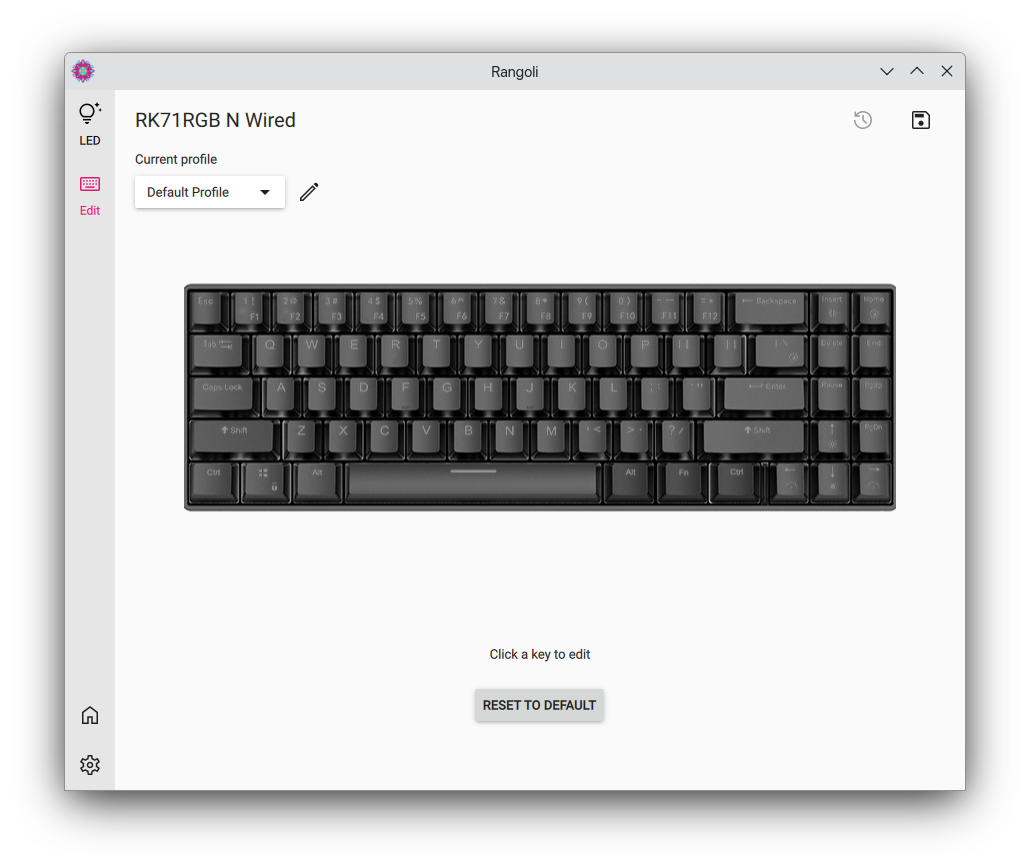 Rangoli
LED
RK71RGB N Wired
Current profile
Default Profile
Edit
Esc 1! F1 2@ F2 3# F3 4$ F4 5% F5 6^ F6 7& F7 8* F8 9( F9 0) F10 F11 F12 Backspace Insert Home
Tab Q W E R T Y U I O P Delete End
Caps Lock A S D F G H J K L Enter Pause PgUp
Shift Z X C V B N M < > ?/ Shift PgDn
Ctrl Alt Alt Fn Ctrl
Click a key to edit
RESET TO DEFAULT